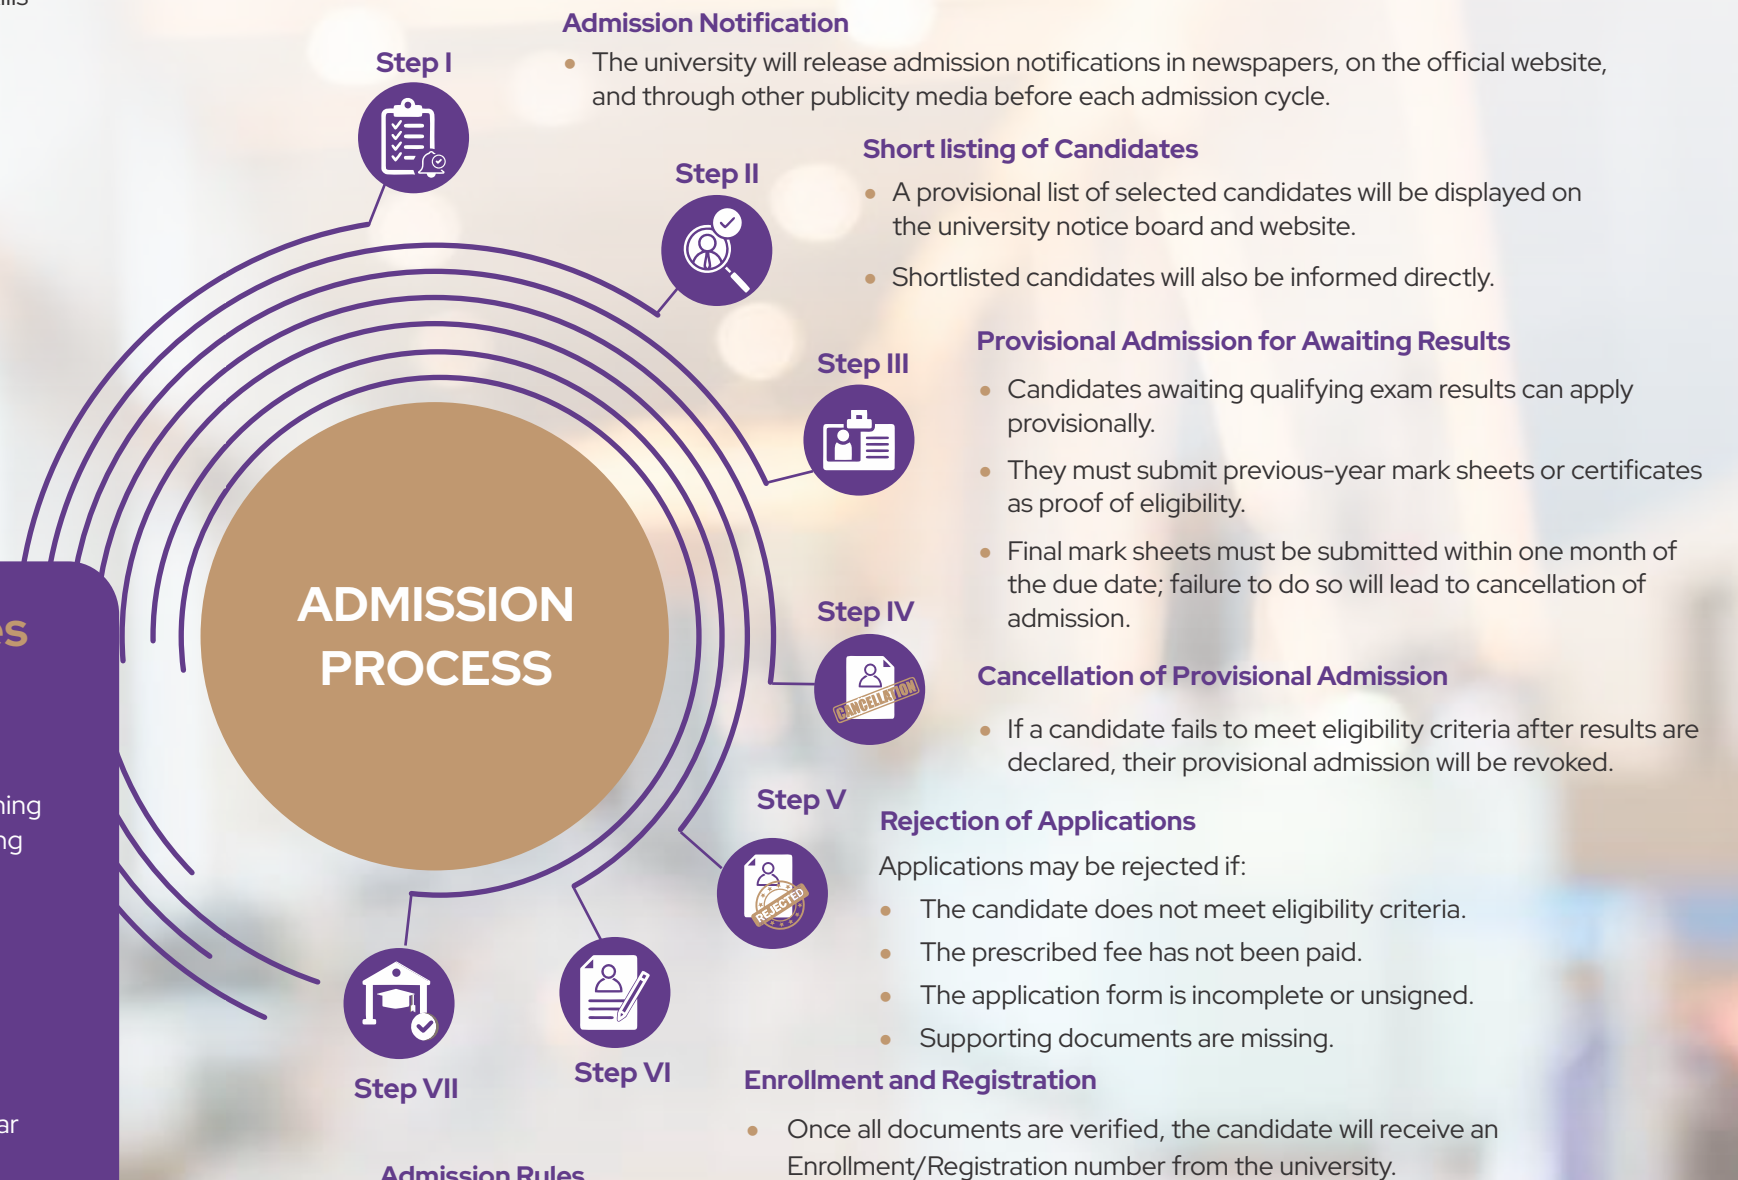 Admission Notification
Step I
• The university will release admission notifications in newspapers, on the official website,
and through other publicity media before each admission cycle.
Short listing of Candidates
Step II
• A provisional list of selected candidates will be displayed on
the university notice board and website.
• Shortlisted candidates will also be informed directly.
Provisional Admission for Awaiting Results
Step III
• Candidates awaiting qualifying exam results can apply
provisionally.
• They must submit previous-year mark sheets or certificates
as proof of eligibility.
• Final mark sheets must be submitted within one month of
the due date; failure to do so will lead to cancellation of
admission.
ADMISSION
PROCESS
Step IV
CANCELLATION
Cancellation of Provisional Admission
• If a candidate fails to meet eligibility criteria after results are
declared, their provisional admission will be revoked.
Step V
REJECTED
Rejection of Applications
Applications may be rejected if:
• The candidate does not meet eligibility criteria.
• The prescribed fee has not been paid.
• The application form is incomplete or unsigned.
• Supporting documents are missing.
Step VI
Enrollment and Registration
• Once all documents are verified, the candidate will receive an
Enrollment/Registration number from the university.
Step VII
Admission Rules